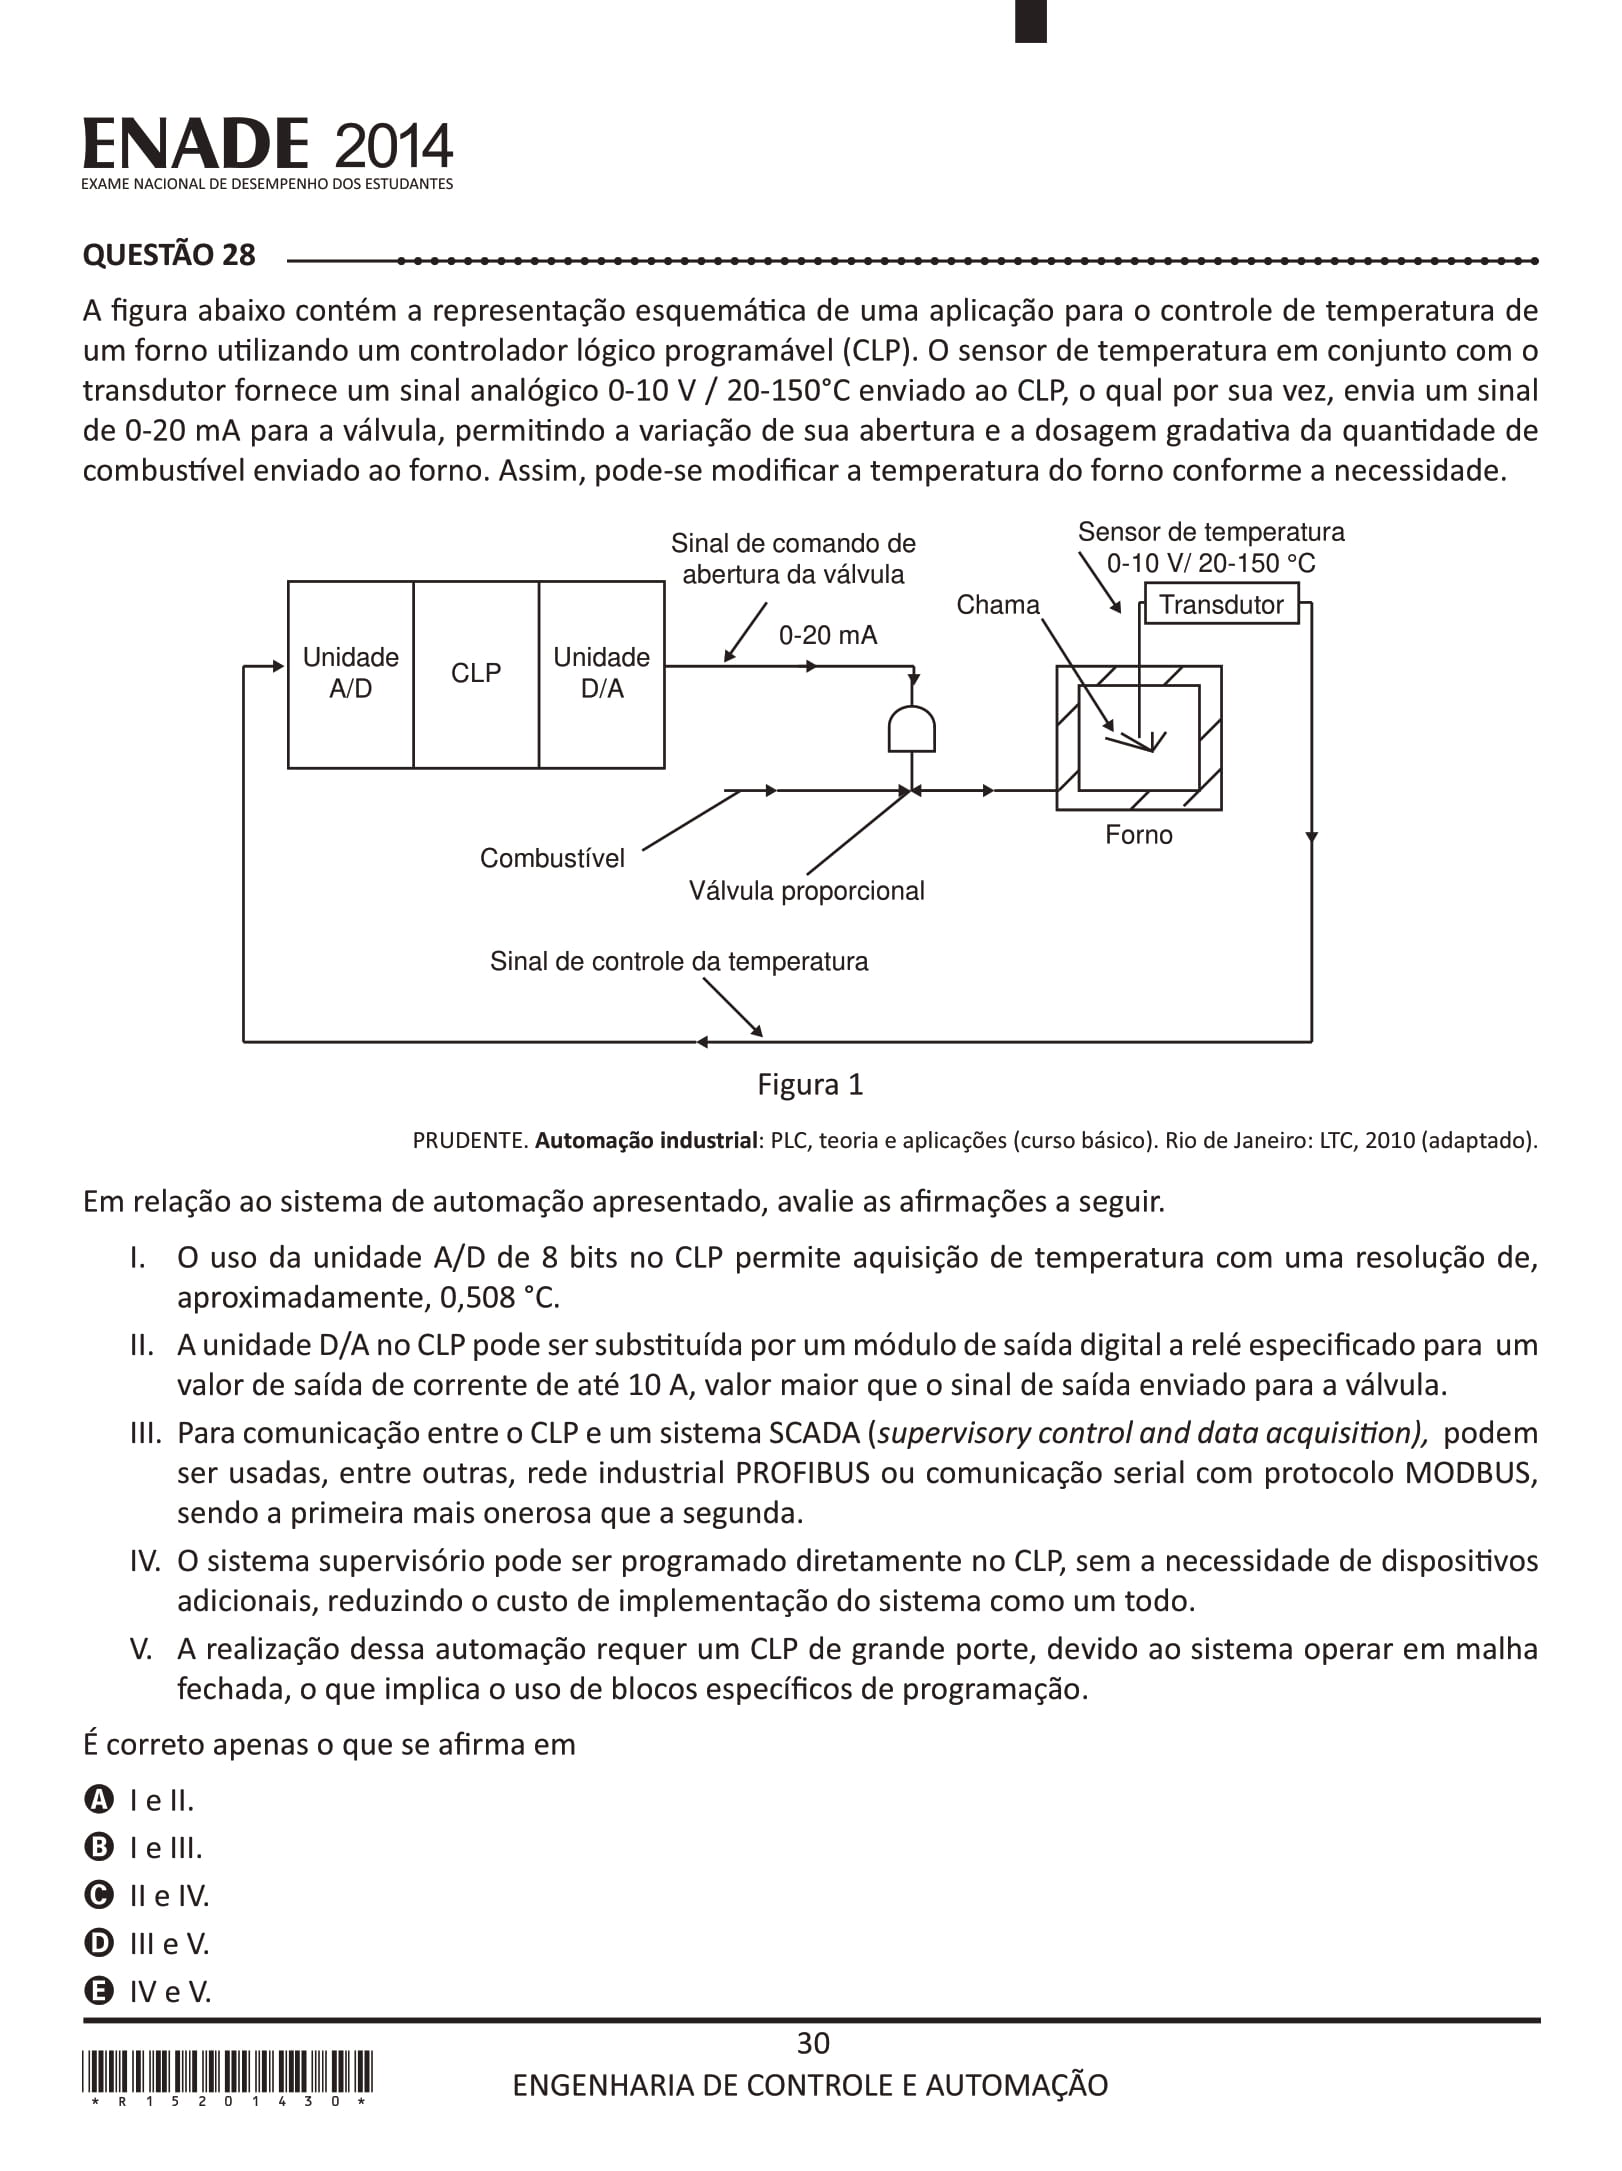 ENADE 2014
EXAME NACIONAL DE DESEMPENHO DOS ESTUDANTES
QUESTÃO 28
A figura abaixo contém a representação esquemática de uma aplicação para o controle de temperatura de
um forno utilizando um controlador lógico programável (CLP). O sensor de temperatura em conjunto com o
transdutor fornece um sinal analógico 0-10 V / 20-150°C enviado ao CLP, o qual por sua vez, envia um sinal
de 0-20 mA para a válvula, permitindo a variação de sua abertura e a dosagem gradativa da quantidade de
combustível enviado ao forno. Assim, pode-se modificar a temperatura do forno conforme a necessidade.
Sinal de comando de
abertura da válvula
Sensor de temperatura
0-10 V/ 20-150 °C
Chama
Transdutor
0-20 mA
Unidade
A/D
CLP
Unidade
D/A
Forno
Combustível
Válvula proporcional
Sinal de controle da temperatura
Figura 1
PRUDENTE. Automação industrial: PLC, teoria e aplicações (curso básico). Rio de Janeiro: LTC, 2010 (adaptado).
Em relação ao sistema de automação apresentado, avalie as afirmações a seguir.
I. O uso da unidade A/D de 8 bits no CLP permite aquisição de temperatura com uma resolução de,
aproximadamente, 0,508 °C.
II. A unidade D/A no CLP pode ser substituída por um módulo de saída digital a relé especificado para um
valor de saída de corrente de até 10 A, valor maior que o sinal de saída enviado para a válvula.
III. Para comunicação entre o CLP e um sistema SCADA (supervisory control and data acquisition), podem
ser usadas, entre outras, rede industrial PROFIBUS ou comunicação serial com protocolo MODBUS,
sendo a primeira mais onerosa que a segunda.
IV. O sistema supervisório pode ser programado diretamente no CLP, sem a necessidade de dispositivos
adicionais, reduzindo o custo de implementação do sistema como um todo.
V. A realização dessa automação requer um CLP de grande porte, devido ao sistema operar em malha
fechada, o que implica o uso de blocos específicos de programação.
É correto apenas o que se afirma em
A I e II.
B I e III.
C II e IV.
D III e V.
E IV e V.
30
ENGENHARIA DE CONTROLE E AUTOMAÇÃO
* R 1 5 2 0 1 4 3 0 *